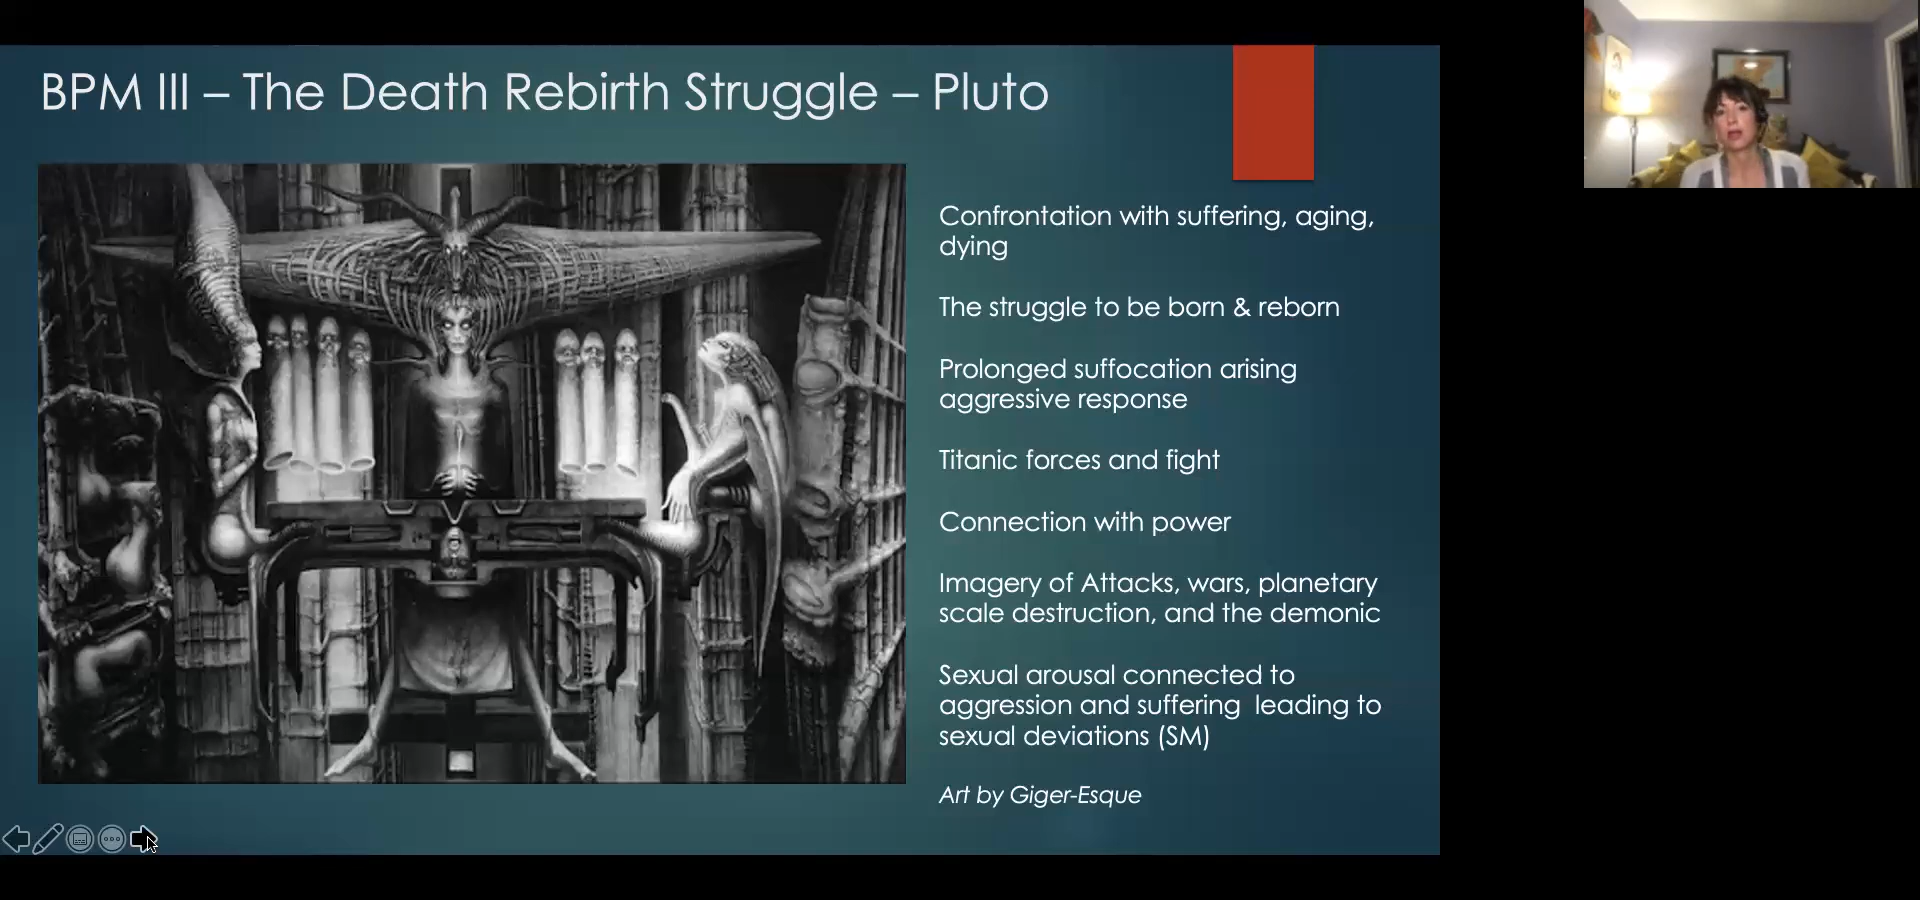 BPM III – The Death Rebirth Struggle – Pluto
Confrontation with suffering, aging,
dying
The struggle to be born & reborn
Prolonged suffocation arising
aggressive response
Titanic forces and fight
Connection with power
Imagery of Attacks, wars, planetary
scale destruction, and the demonic
Sexual arousal connected to
aggression and suffering  leading to
sexual deviations (SM)
Art by Giger-Esque